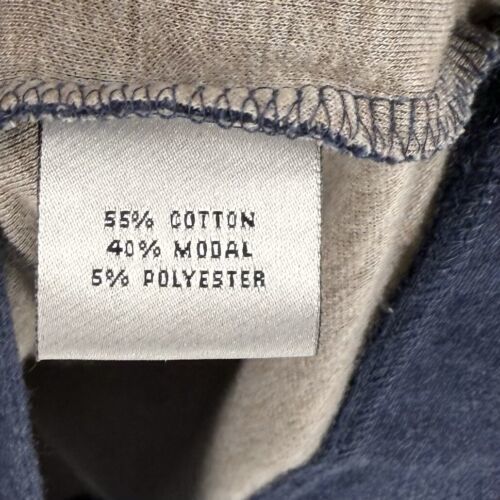 55% COTTON
40% MODAL
5% POLYESTER